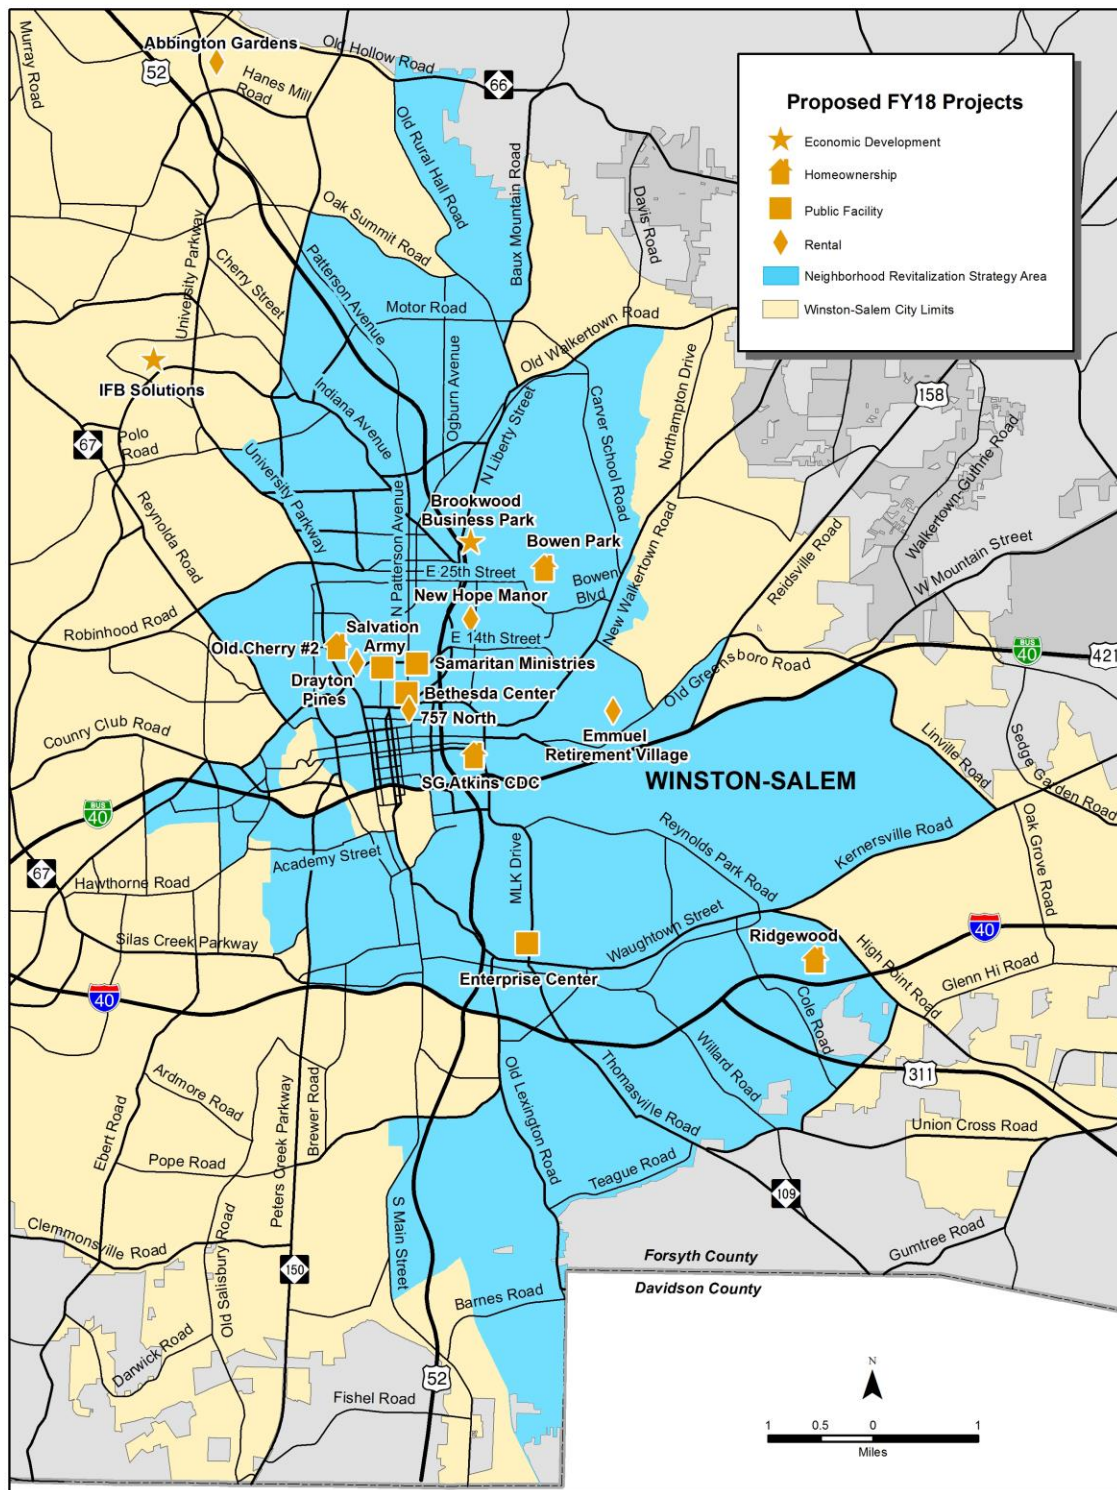 Abbington Gardens
Old Hollow Road
Murray Road
52
Hanes Mill
Road
66
Proposed FY18 Projects
Economic Development
Homeownership
Public Facility
Rental
Neighborhood Revitalization Strategy Area
Winston-Salem City Limits
Old Rural Hall Road
Baux Mountain Road
Davis Road
Oak Summit Road
University Parkway
Cherry Street
Patterson Avenue
Motor Road
Old Walkertown Road
IFB Solutions
Indiana Avenue
Ogburn Avenue
N Liberty Street
Carver School Road
Northampton Drive
158
67
Polo
Road
University Parkway
Reynolda Road
Walkertown-Guthrie Road
W Mountain Street
Reidsville Road
Brookwood
Business Park
Bowen Park
N Patterson Avenue
E 25th Street
Bowen
Blvd
New Walkertown Road
New Hope Manor
Robinhood Road
Salvation
Army
E 14th Street
Old Cherry #2
Samaritan Ministries
Old Greensboro Road
BUS
40
421
Drayton
Pines
Bethesda Center
757 North
Emmuel
Retirement Village
Counry Club Road
Linville Road
Sedge Garden Road
SG Atkins CDC
WINSTON-SALEM
BUS
40
Reynolds Park Road
Kernersville Road
Oak Grove Road
Academy Street
67
Hawthorne Road
MLK Drive
Waughtown Street
Ridgewood
40
Silas Creek Parkway
Enterprise Center
High Point Road
Glenn Hi Road
40
Cole Road
Willard Road
311
Thomasville Road
Old Lexington Road
Ardmore Road
Brewer Road
Peters Creek Parkway
Ebert Road
Pope Road
Union Cross Road
Teague Road
109
S Main Street
Clemmonsville Road
Old Salisbury Road
Gumtree Road
Forsyth County
Davidson County
150
Barnes Road
Darwick Road
52
Fishel Road
N
1 0.5 0 1
Miles